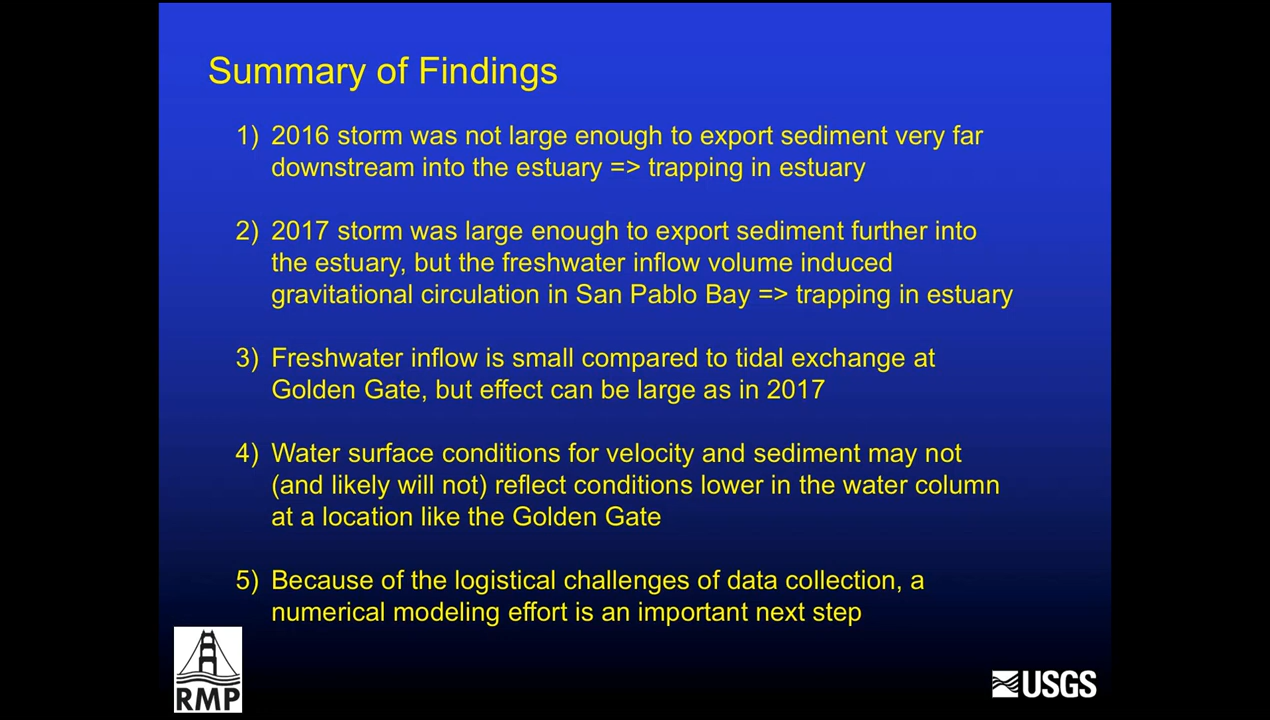 Summary of Findings
1) 2016 storm was not large enough to export sediment very far
downstream into the estuary => trapping in estuary
2) 2017 storm was large enough to export sediment further into
the estuary, but the freshwater inflow volume induced
gravitational circulation in San Pablo Bay => trapping in estuary
3) Freshwater inflow is small compared to tidal exchange at
Golden Gate, but effect can be large as in 2017
4) Water surface conditions for velocity and sediment may not
(and likely will not) reflect conditions lower in the water column
at a location like the Golden Gate
5) Because of the logistical challenges of data collection, a
numerical modeling effort is an important next step
RMP
USGS